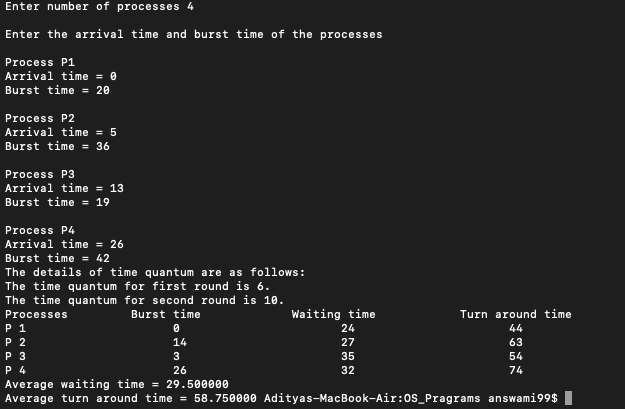 Enter number of processes 4
Enter the arrival time and burst time of the processes
Process P1
Arrival time = 0
Burst time = 20
Process P2
Arrival time = 5
Burst time = 36
Process P3
Arrival time = 13
Burst time = 19
Process P4
Arrival time = 26
Burst time = 42
The details of time quantum are as follows:
The time quantum for first round is 6.
The time quantum for second round is 10.
Processes Burst time Waiting time Turn around time
P 1 0 24 44
P 2 14 27 63
P 3 3 35 54
P 4 26 32 74
Average waiting time = 29.500000
Average turn around time = 58.750000 Adityas-MacBook-Air:OS_Pragrams answami99$